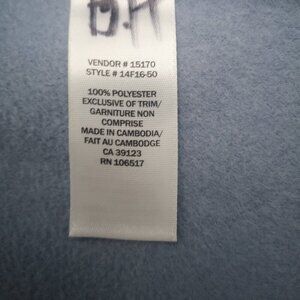 D.H
VENDOR # 15170
STYLE # 14F16-50
100% POLYESTER
EXCLUSIVE OF TRIM/
GARNITURE NON
COMPRISE
MADE IN CAMBODIA/
FAIT AU CAMBODGE
CA 39123
RN 106517